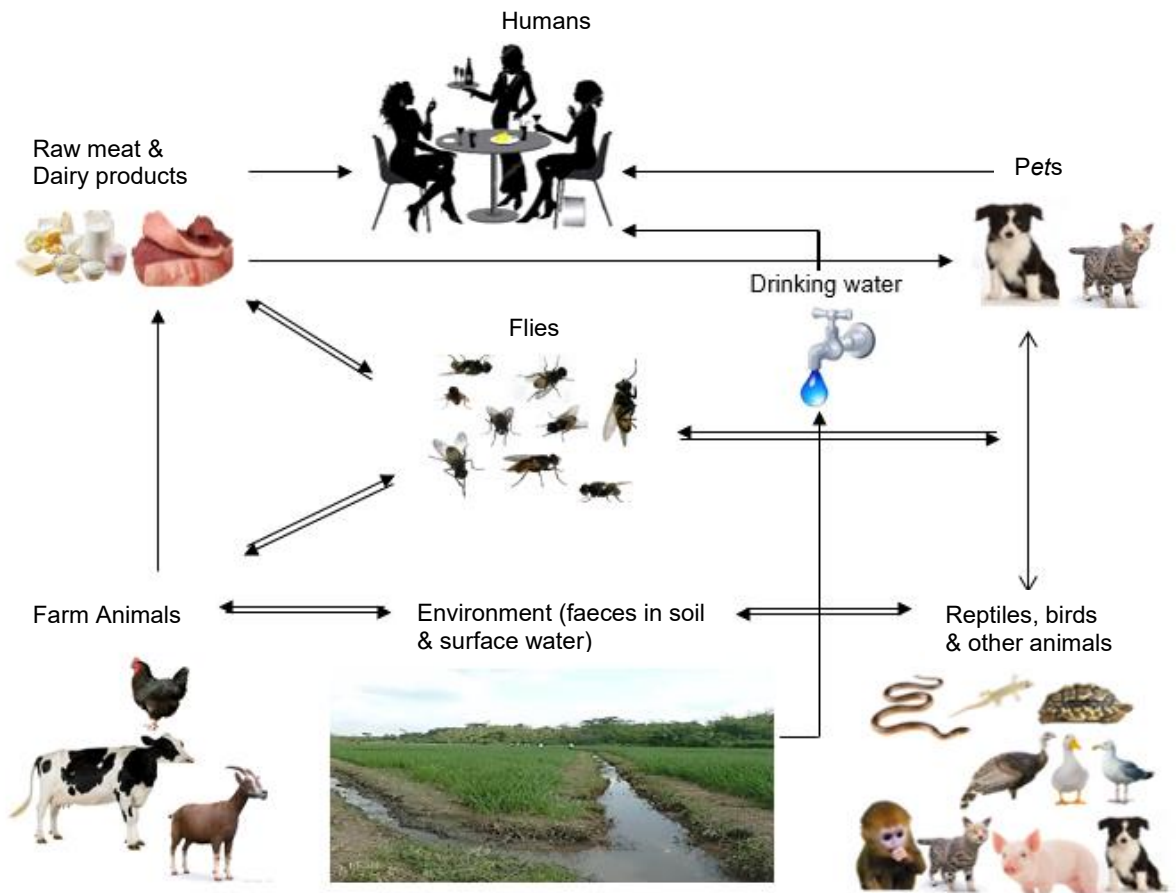 Humans
Raw meat &
Dairy products
Pets
Drinking water
Flies
Farm Animals
Environment (faeces in soil
& surface water)
Reptiles, birds
& other animals